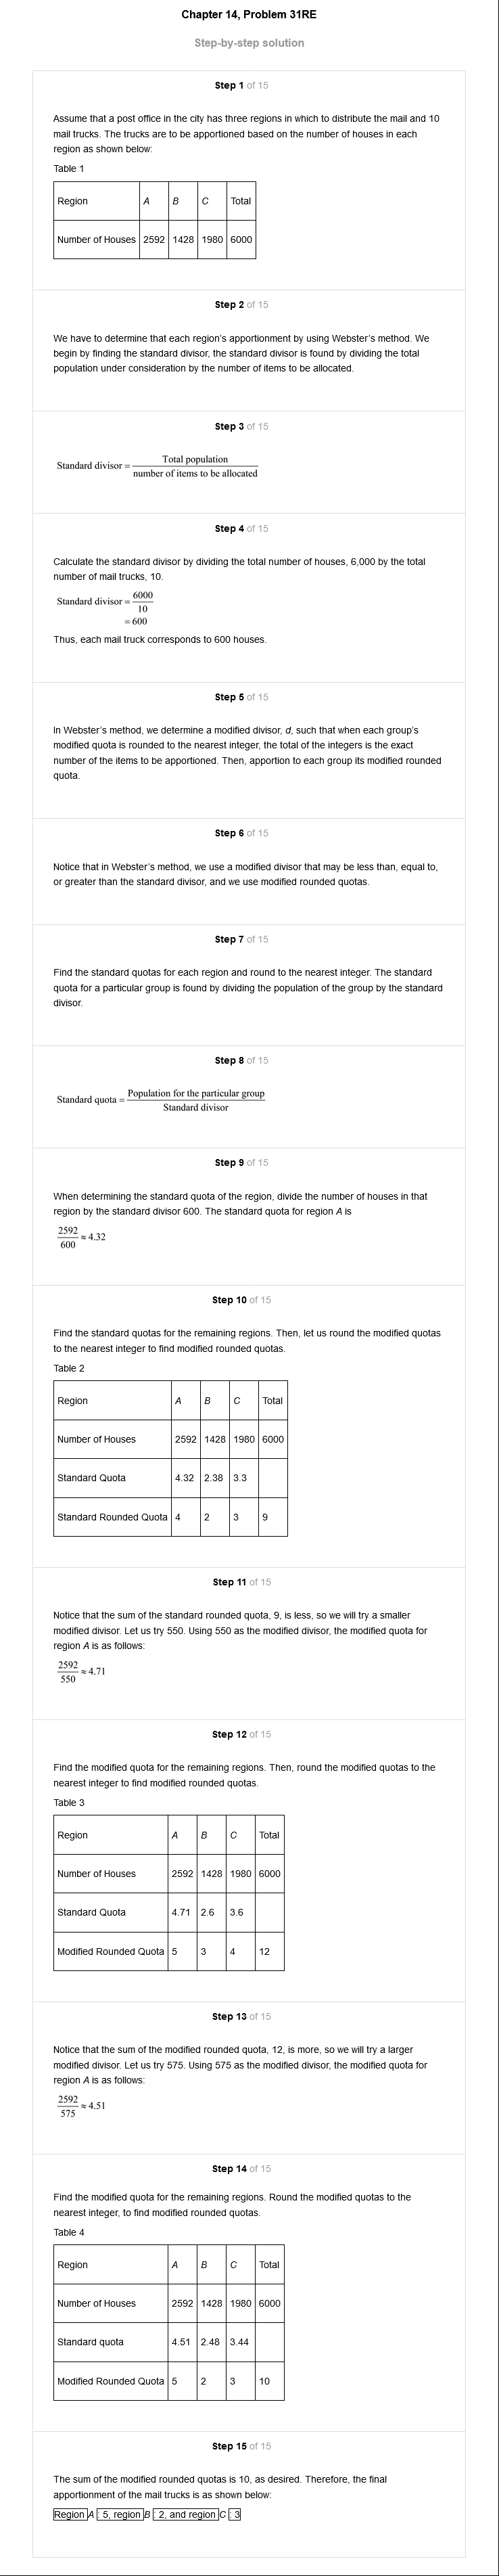 Chapter 14, Problem 31RE
Step-by-step solution
Step 1 of 15
Assume that a post office in the city has three regions in which to distribute the mail and 10
mail trucks. The trucks are to be apportioned based on the number of houses in each
region as shown below:
Table 1
Region A B C Total
Number of Houses 2592 1428 1980 6000
Step 2 of 15
We have to determine that each region's apportionment by using Webster's method. We
begin by finding the standard divisor, the standard divisor is found by dividing the total
population under consideration by the number of items to be allocated.
Step 3 of 15
Standard divisor = Total population
number of items to be allocated
Step 4 of 15
Calculate the standard divisor by dividing the total number of houses, 6,000 by the total
number of mail trucks, 10.
Standard divisor = 6000
10
= 600
Thus, each mail truck corresponds to 600 houses.
Step 5 of 15
In Webster's method, we determine a modified divisor, d, such that when each group's
modified quota is rounded to the nearest integer, the total of the integers is the exact
number of the items to be apportioned. Then, apportion to each group its modified rounded
quota.
Step 6 of 15
Notice that in Webster's method, we use a modified divisor that may be less than, equal to,
or greater than the standard divisor, and we use modified rounded quotas.
Step 7 of 15
Find the standard quotas for each region and round to the nearest integer. The standard
quota for a particular group is found by dividing the population of the group by the standard
divisor.
Step 8 of 15
Standard quota = Population for the particular group
Standard divisor
Step 9 of 15
When determining the standard quota of the region, divide the number of houses in that
region by the standard divisor 600. The standard quota for region A is
2592
600 ≈ 4.32
Step 10 of 15
Find the standard quotas for the remaining regions. Then, let us round the modified quotas
to the nearest integer to find modified rounded quotas.
Table 2
Region A B C Total
Number of Houses 2592 1428 1980 6000
Standard Quota 4.32 2.38 3.3
Standard Rounded Quota 4 2 3 9
Step 11 of 15
Notice that the sum of the standard rounded quota, 9, is less, so we will try a smaller
modified divisor. Let us try 550. Using 550 as the modified divisor, the modified quota for
region A is as follows:
2592
550 ≈ 4.71
Step 12 of 15
Find the modified quota for the remaining regions. Then, round the modified quotas to the
nearest integer to find modified rounded quotas.
Table 3
Region A B C Total
Number of Houses 2592 1428 1980 6000
Standard Quota 4.71 2.6 3.6
Modified Rounded Quota 5 3 4 12
Step 13 of 15
Notice that the sum of the modified rounded quota, 12, is more, so we will try a larger
modified divisor. Let us try 575. Using 575 as the modified divisor, the modified quota for
region A is as follows:
2592
575 ≈ 4.51
Step 14 of 15
Find the modified quota for the remaining regions. Round the modified quotas to the
nearest integer, to find modified rounded quotas.
Table 4
Region A B C Total
Number of Houses 2592 1428 1980 6000
Standard quota 4.51 2.48 3.44
Modified Rounded Quota 5 2 3 10
Step 15 of 15
The sum of the modified rounded quotas is 10, as desired. Therefore, the final
apportionment of the mail trucks is as shown below:
Region A : 5, region B : 2, and region C : 3